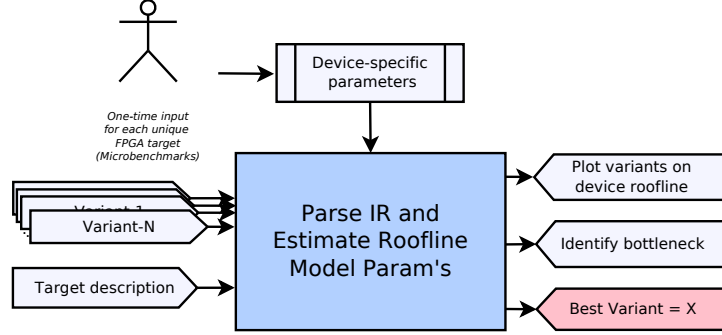 Device-specific
parameters
One-time input
for each unique
FPGA target
(Microbenchmarks)
Variant-N
Target description
Parse IR and
Estimate Roofline
Model Param's
Plot variants on
device roofline
Identify bottleneck
Best Variant = X